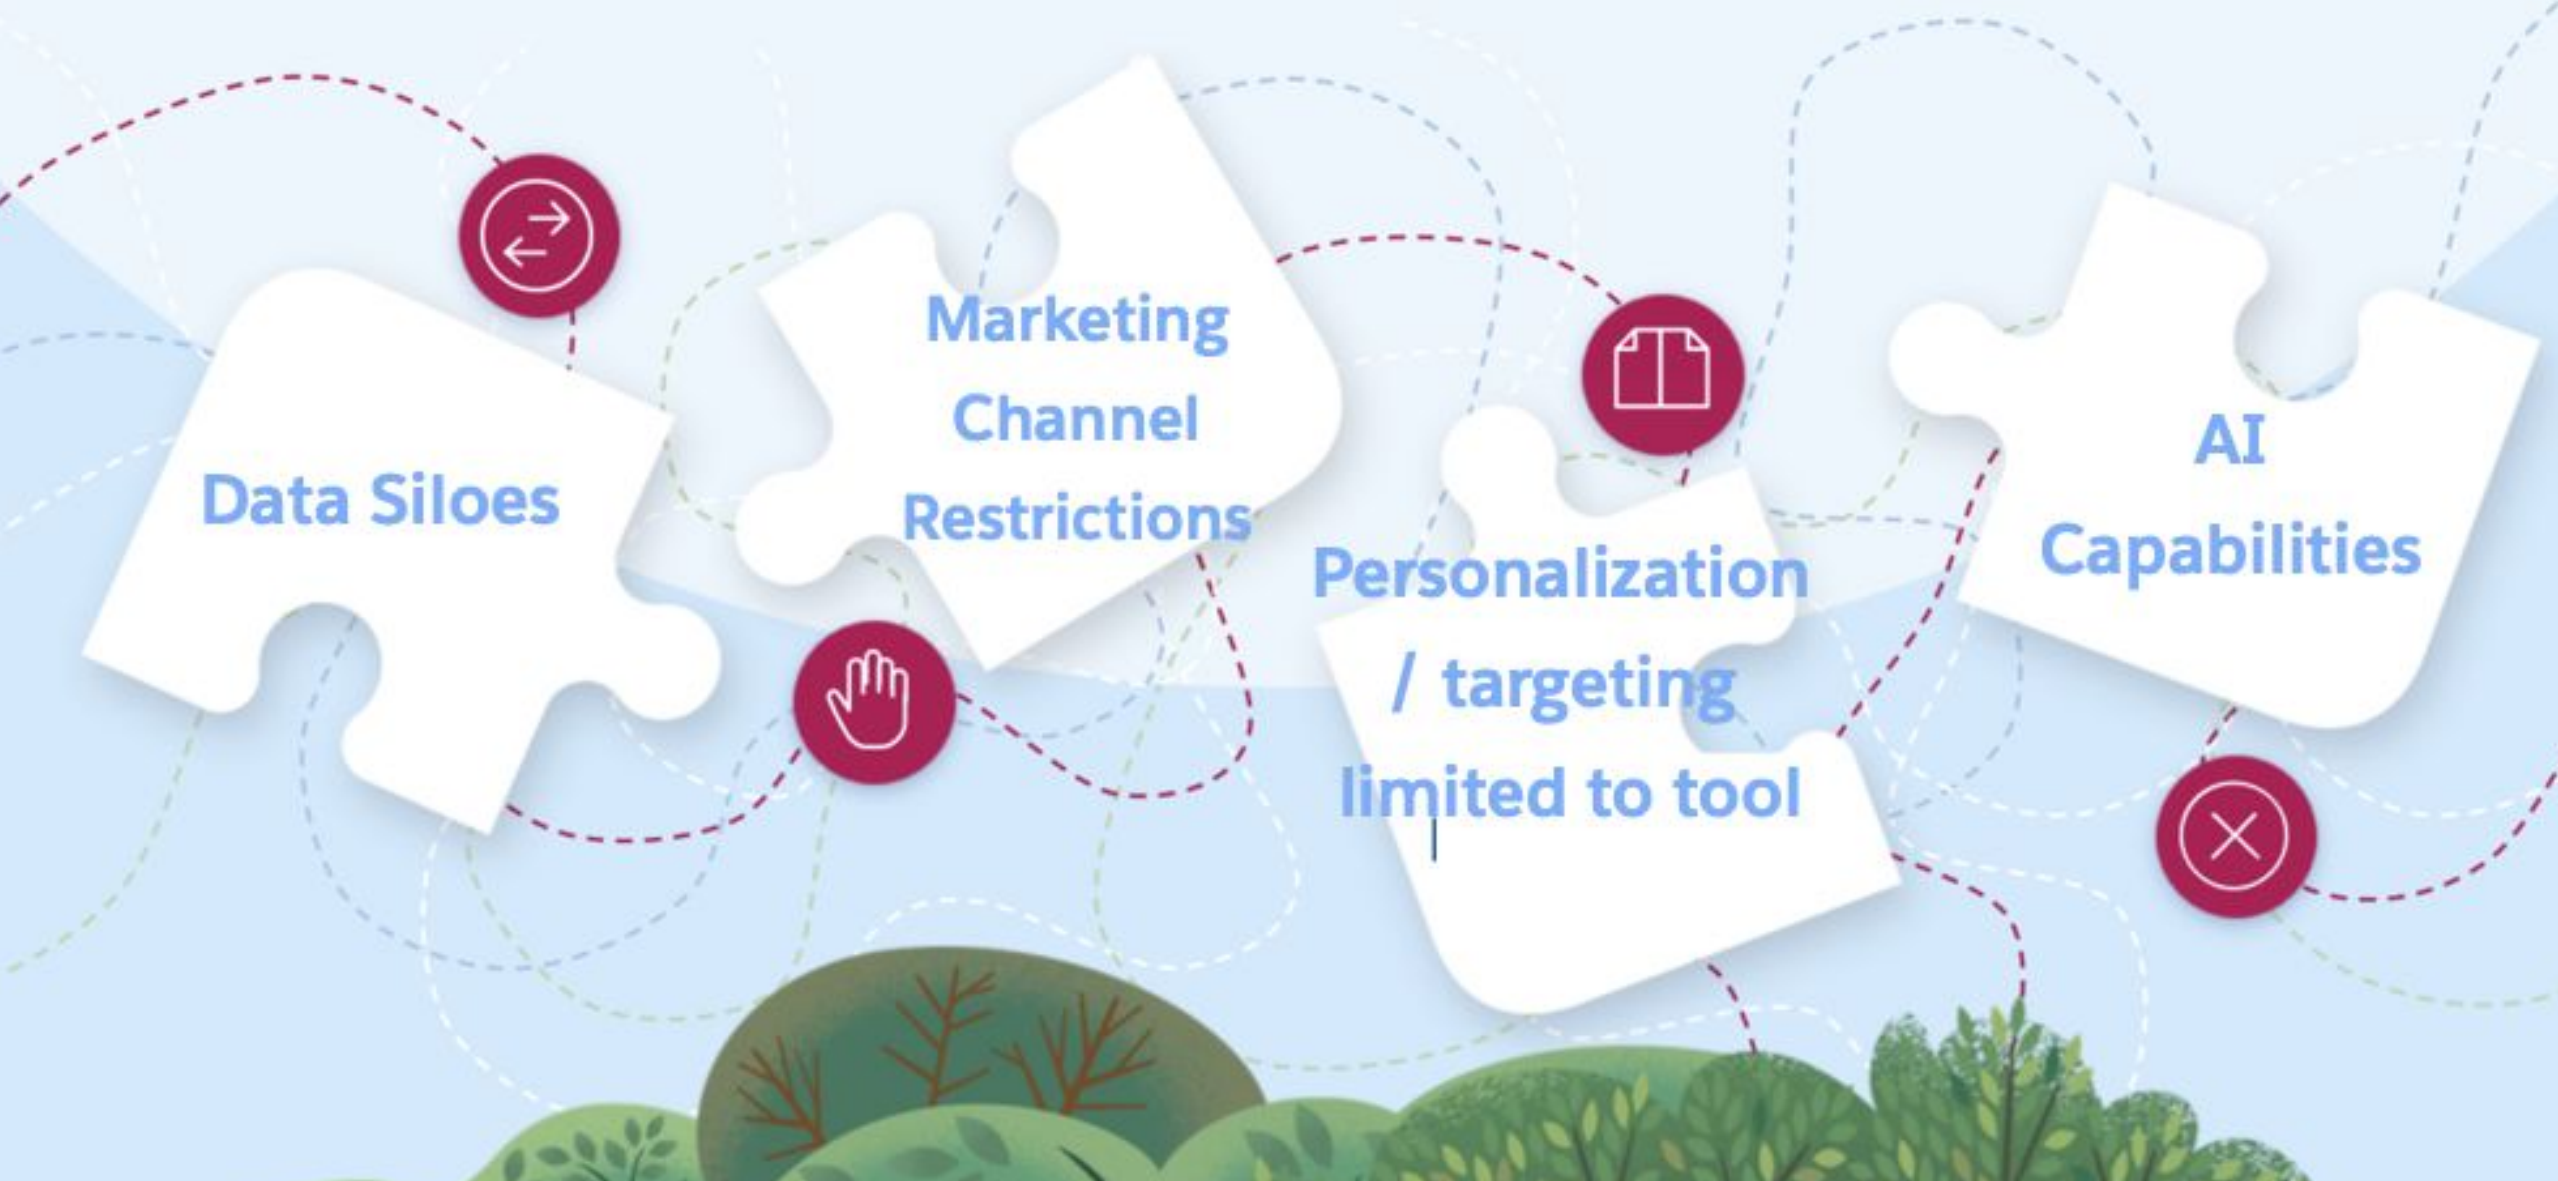 Data Siloes
Marketing
Channel
Restrictions
Personalization
/ targeting
limited to tool
AI
Capabilities